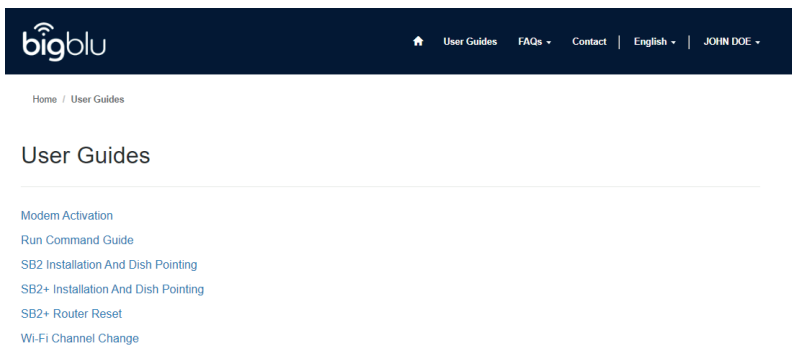 bigblu
User Guides FAQs Contact | English | JOHN DOE
Home / User Guides
User Guides
Modem Activation
Run Command Guide
SB2 Installation And Dish Pointing
SB2+ Installation And Dish Pointing
SB2+ Router Reset
Wi-Fi Channel Change